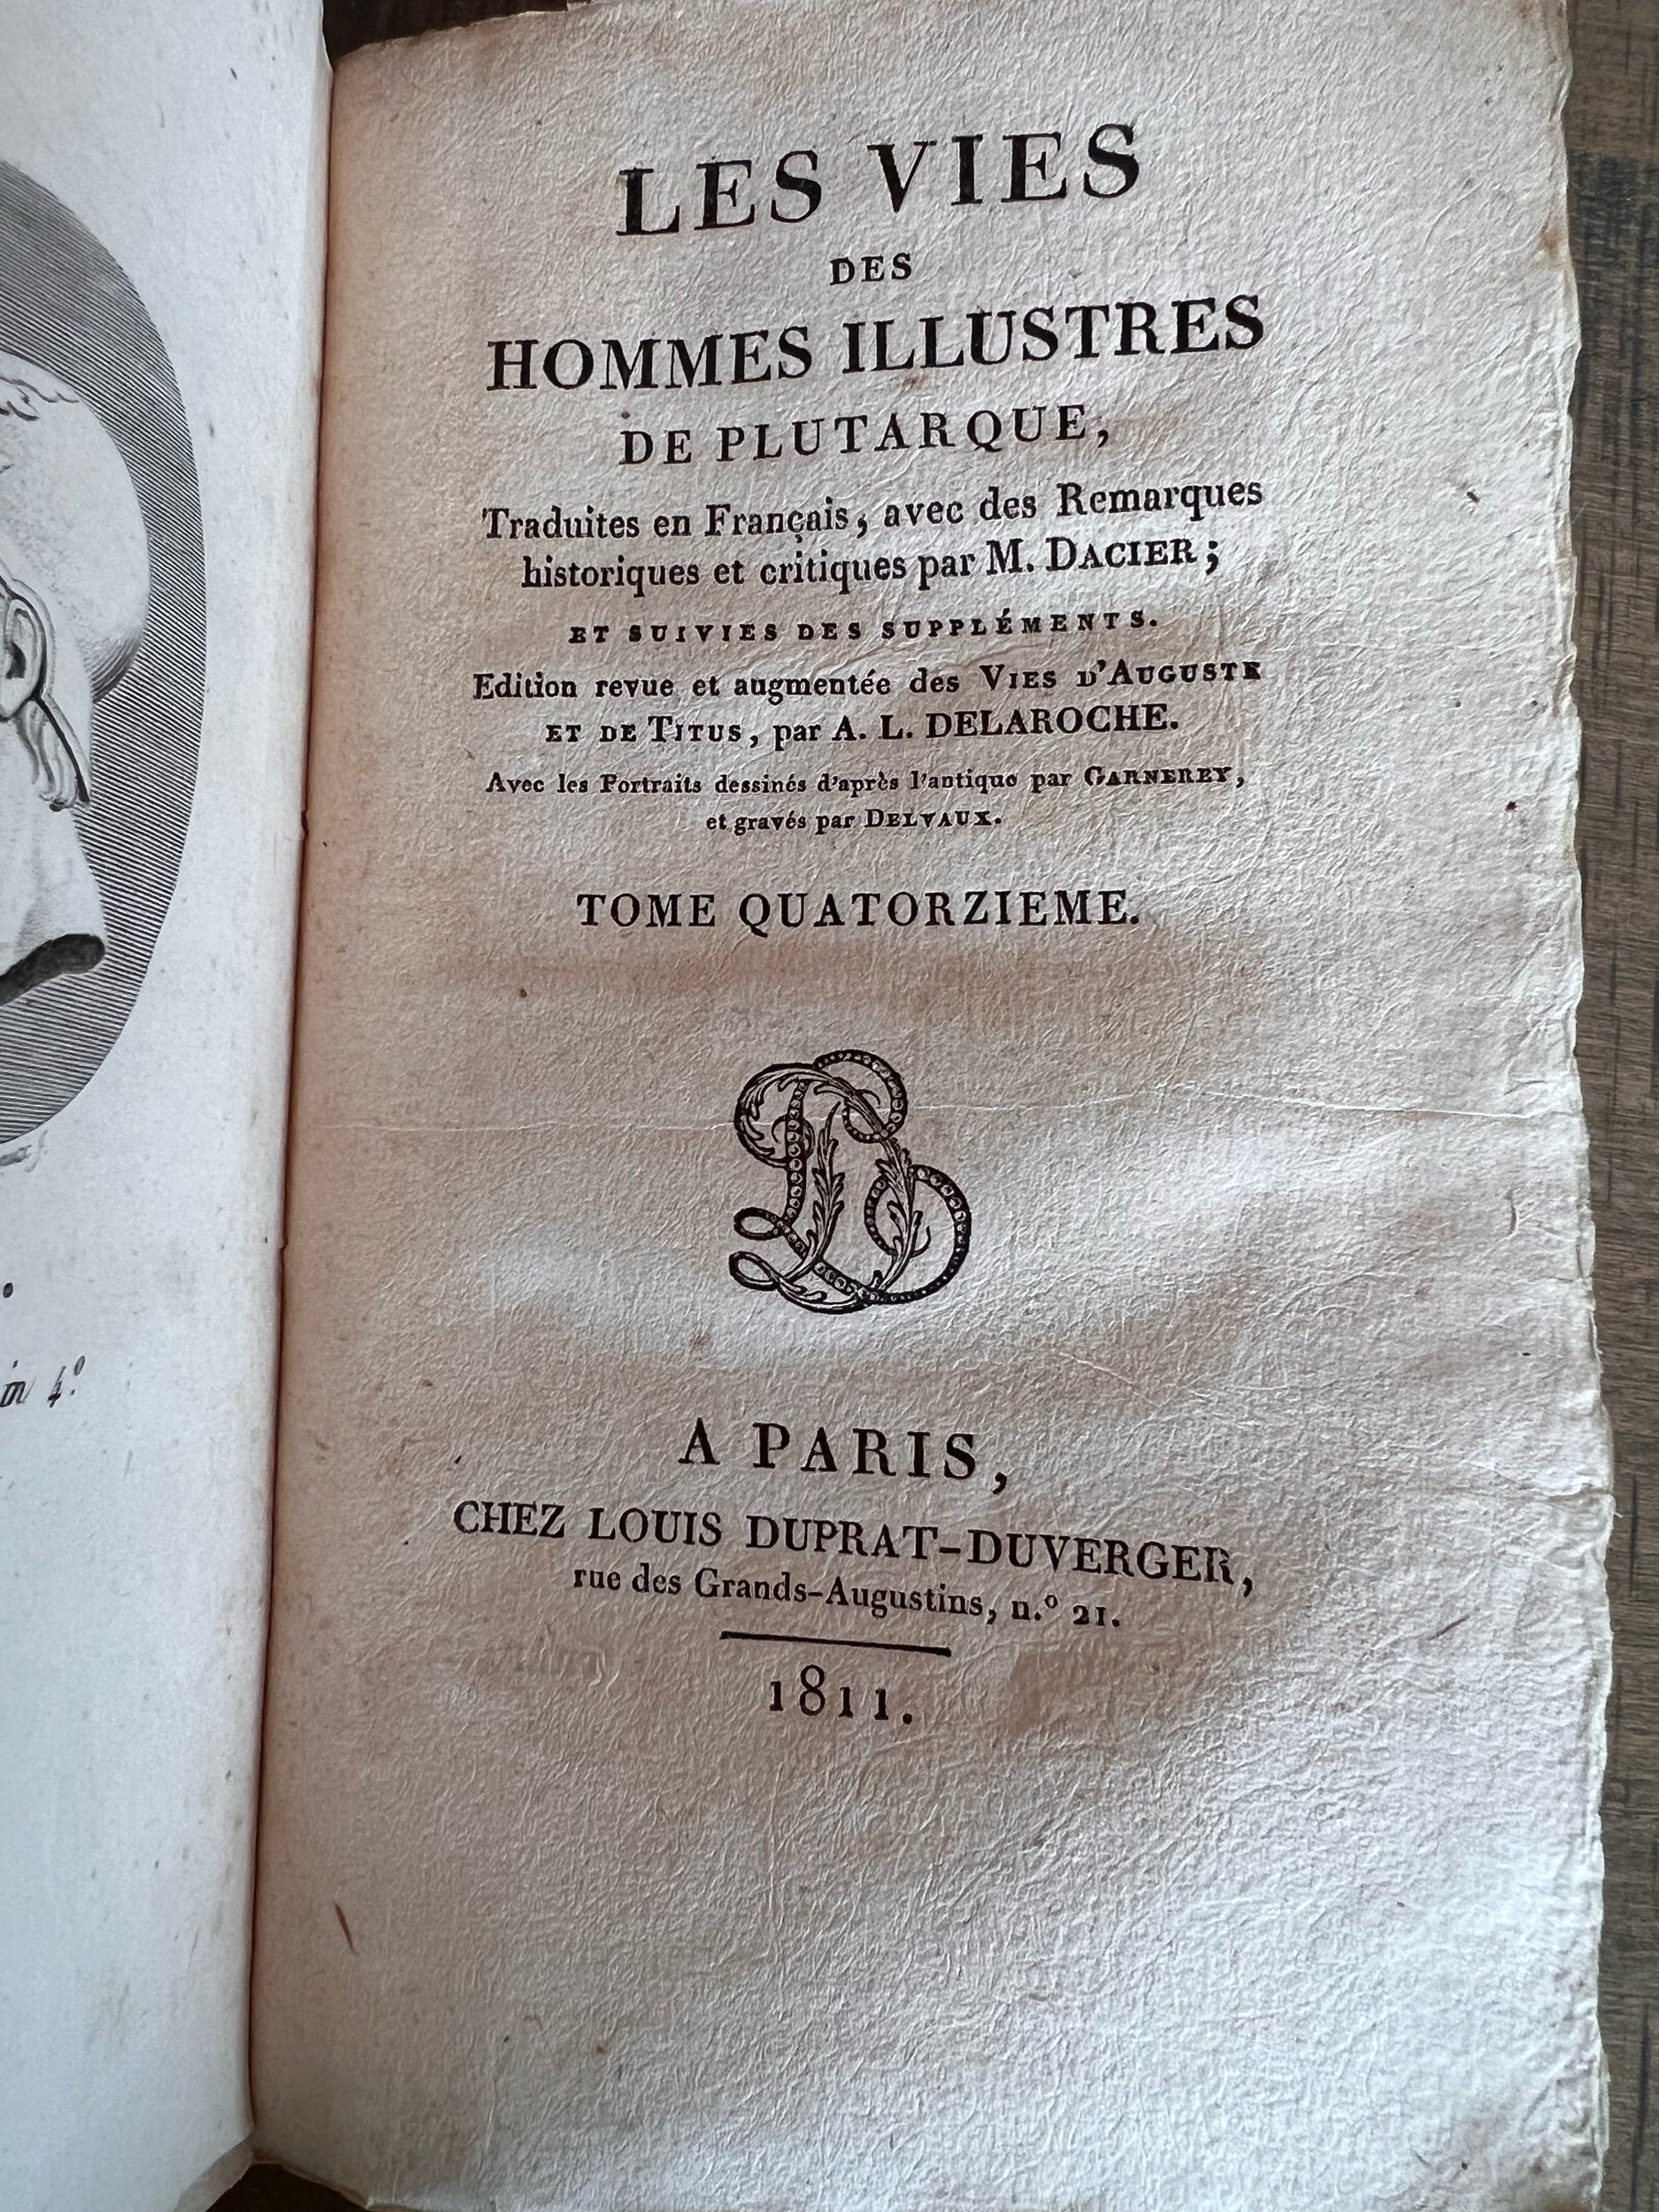 LES VIES
DES
HOMMES ILLUSTRES
DE PLUTARQUE,
Traduites en Français, avec des Remarques
historiques et critiques par M. DACIER;
ET SUIVIES DES SUPPLÉMENTS.
Edition revue et augmentée des VIES D'AUGUSTE
ET DE TITUS, par A. L. DELAROCHE.
Avec les Portraits dessinés d'après l'antique par GARNEREY,
et gravés par DELVAUX.
TOME QUATORZIEME.
A PARIS,
CHEZ LOUIS DUPRAT-DUVERGER,
rue des Grands-Augustins, n.º 21.
1811.
in 4º.